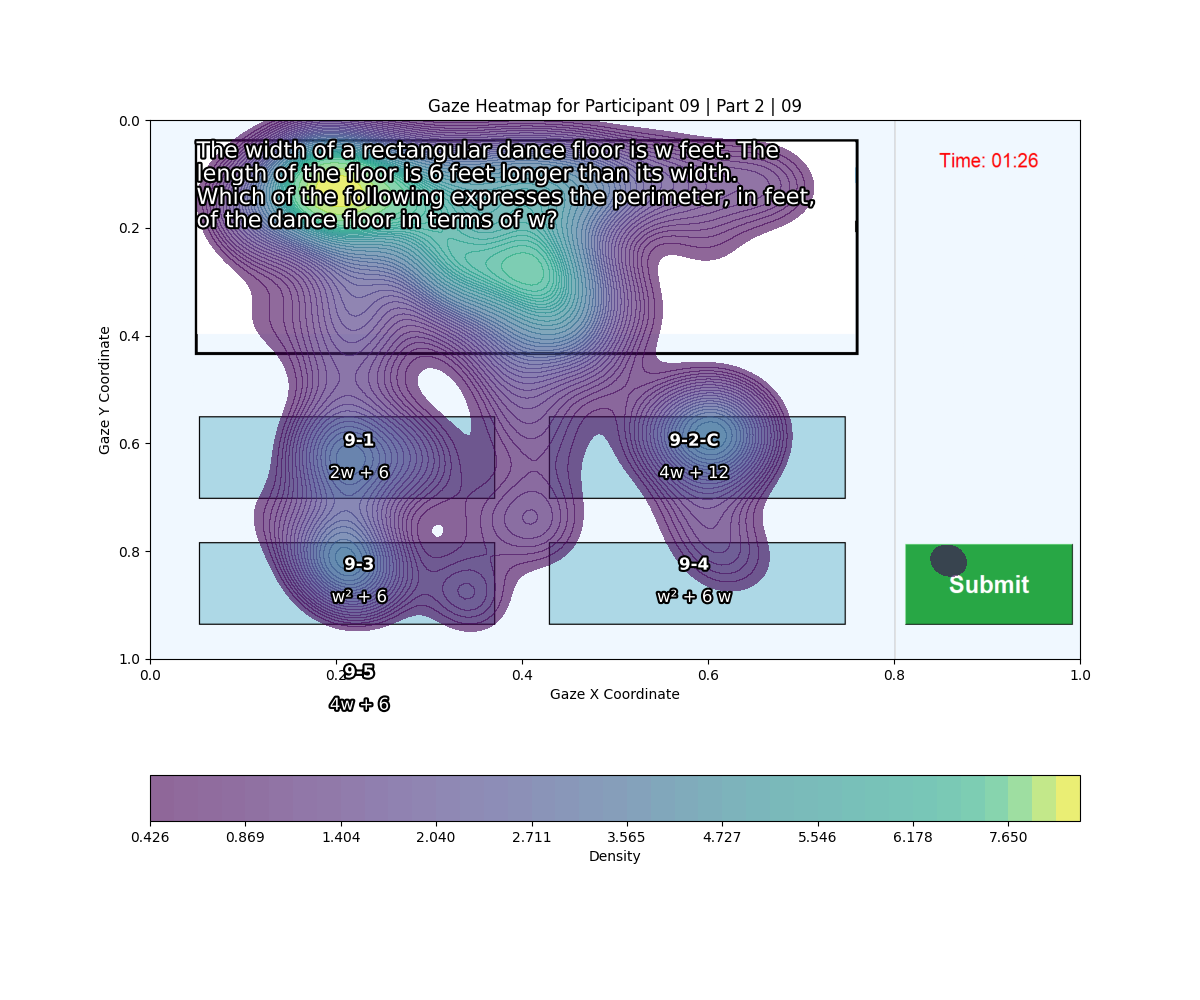 Gaze Heatmap for Participant 09 | Part 2 | 09
The width of a rectangular dance floor is w feet. The
length of the floor is 6 feet longer than its width.
Which of the following expresses the perimeter, in feet,
of the dance floor in terms of w?
Time: 01:26
0.0
0.2
0.4
0.6
0.8
1.0
Gaze Y Coordinate
9-1
2w + 6
9-2-C
4w + 12
9-3
w² + 6
9-4
w² + 6 w
Submit
9-5
4w + 6
0.0 0.2 0.4 0.6 0.8 1.0
Gaze X Coordinate
0.426 0.869 1.404 2.040 2.711 3.565 4.727 5.546 6.178 7.650
Density